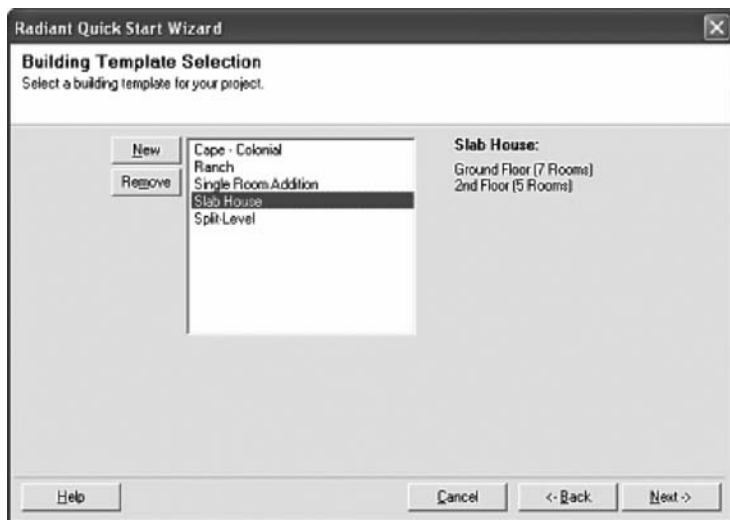 Radiant Quick Start Wizard
Building Template Selection
Select a building template for your project.
New
Remove
Cape - Colonial
Ranch
Single Room Addition
Slab House
Split-Level
Slab House:
Ground Floor (7 Rooms)
2nd Floor (5 Rooms)
Help
Cancel
<- Back
Next ->